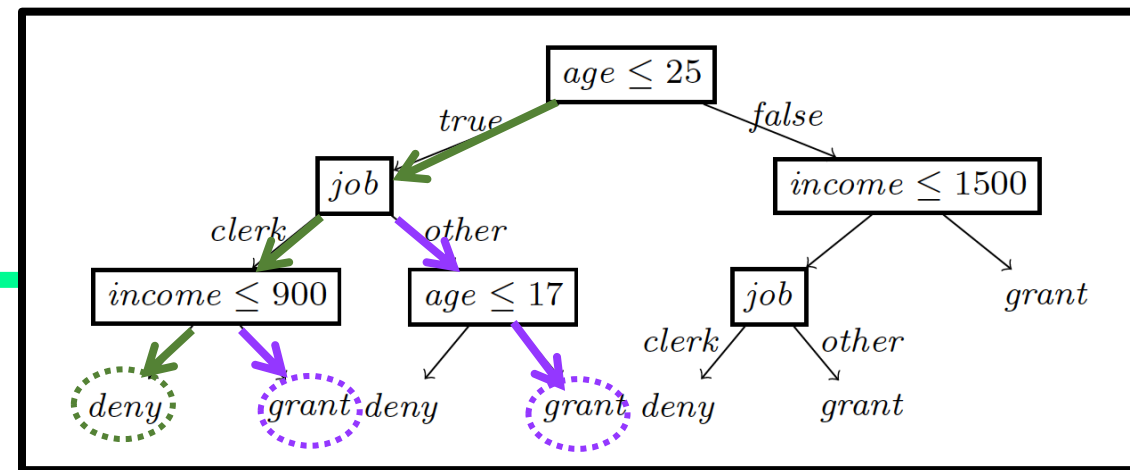 age ≤ 25
true false
job income ≤ 1500
clerk other
income ≤ 900 age ≤ 17 job grant
clerk other
deny grant deny grant deny grant